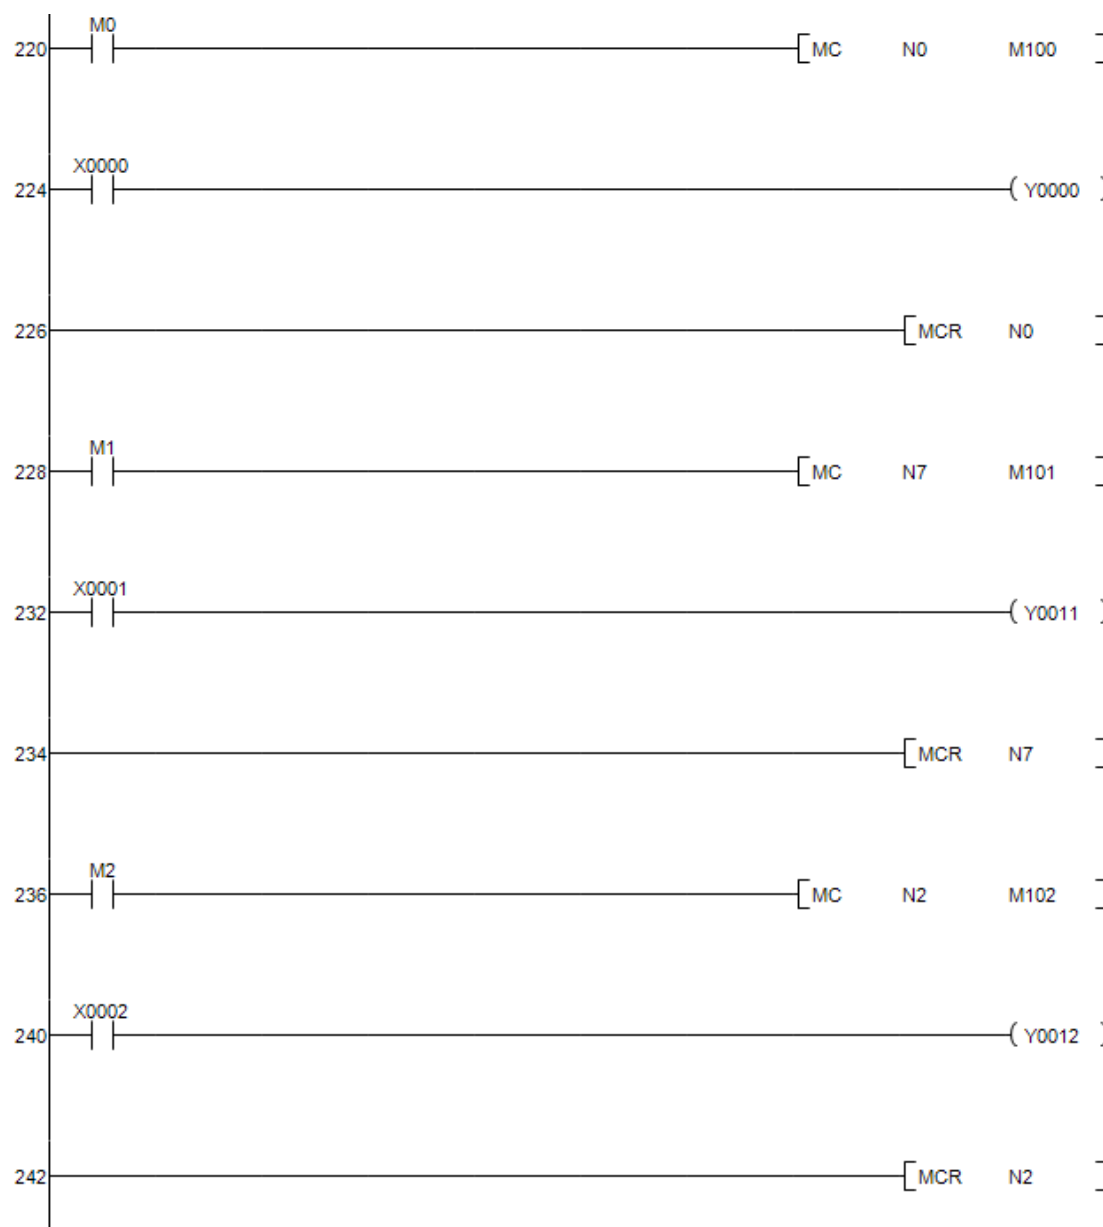 M0
220 MC N0 M100
X0000
224 Y0000
226 MCR N0
M1
228 MC N7 M101
X0001
232 Y0011
234 MCR N7
M2
236 MC N2 M102
X0002
240 Y0012
242 MCR N2